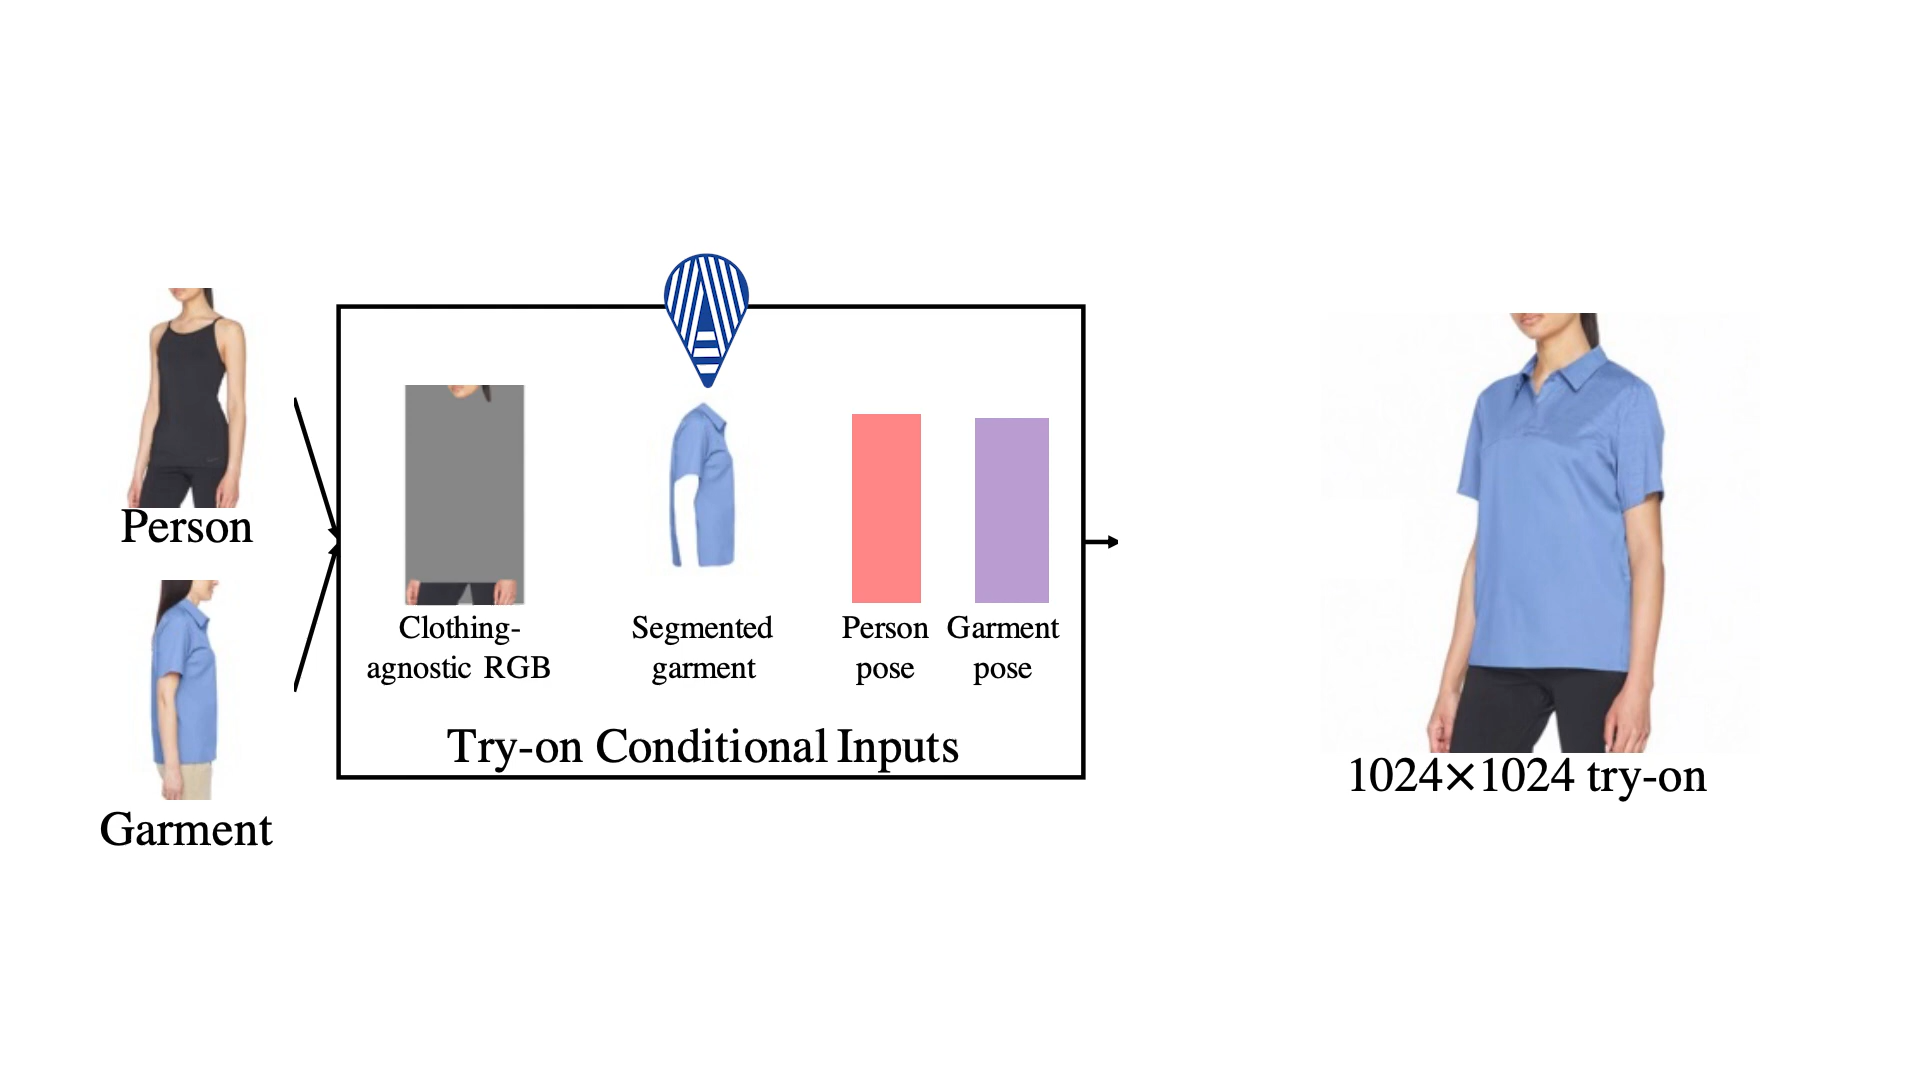 Person
Garment
Clothing-
agnostic RGB
Segmented
garment
Person
pose
Garment
pose
Try-on Conditional Inputs
1024×1024 try-on